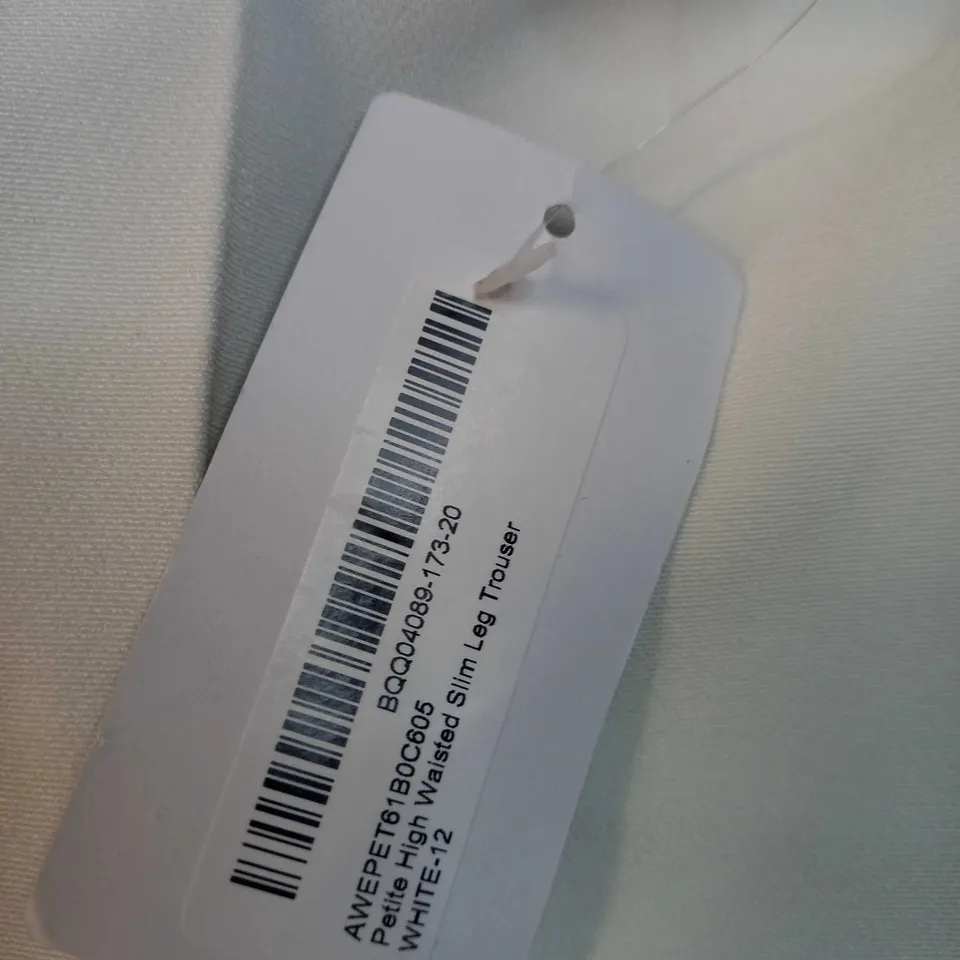 BQQ04089-173-20
AWEPET61B0C605
Petite High Waisted Slim Leg Trouser
WHITE-12